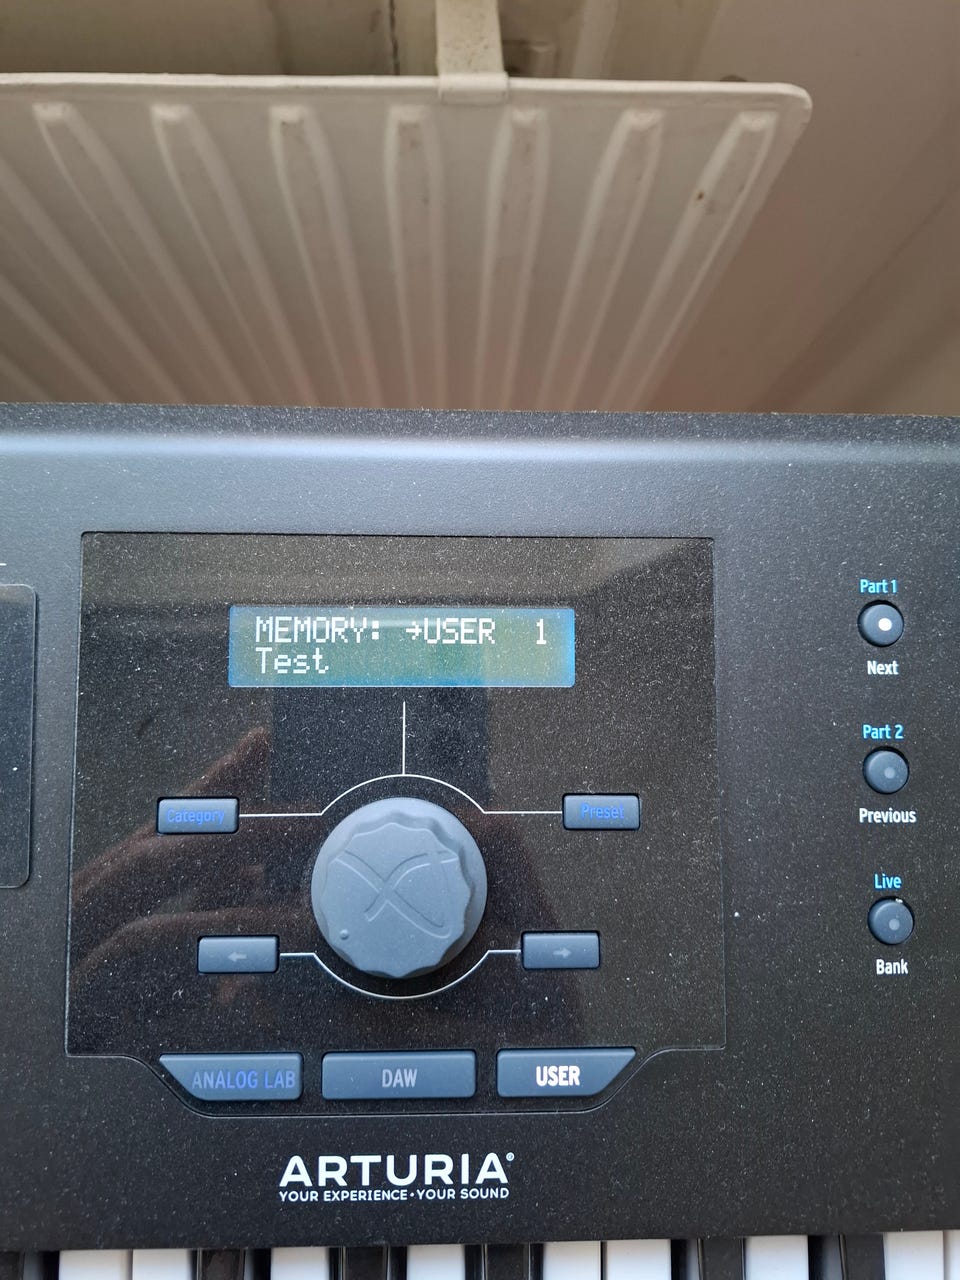 MEMORY: →USER 1
Test
Part 1
Next
Category
Preset
Part 2
Previous
Live
Bank
← →
ANALOG LAB DAW USER
ARTURIA®
YOUR EXPERIENCE • YOUR SOUND